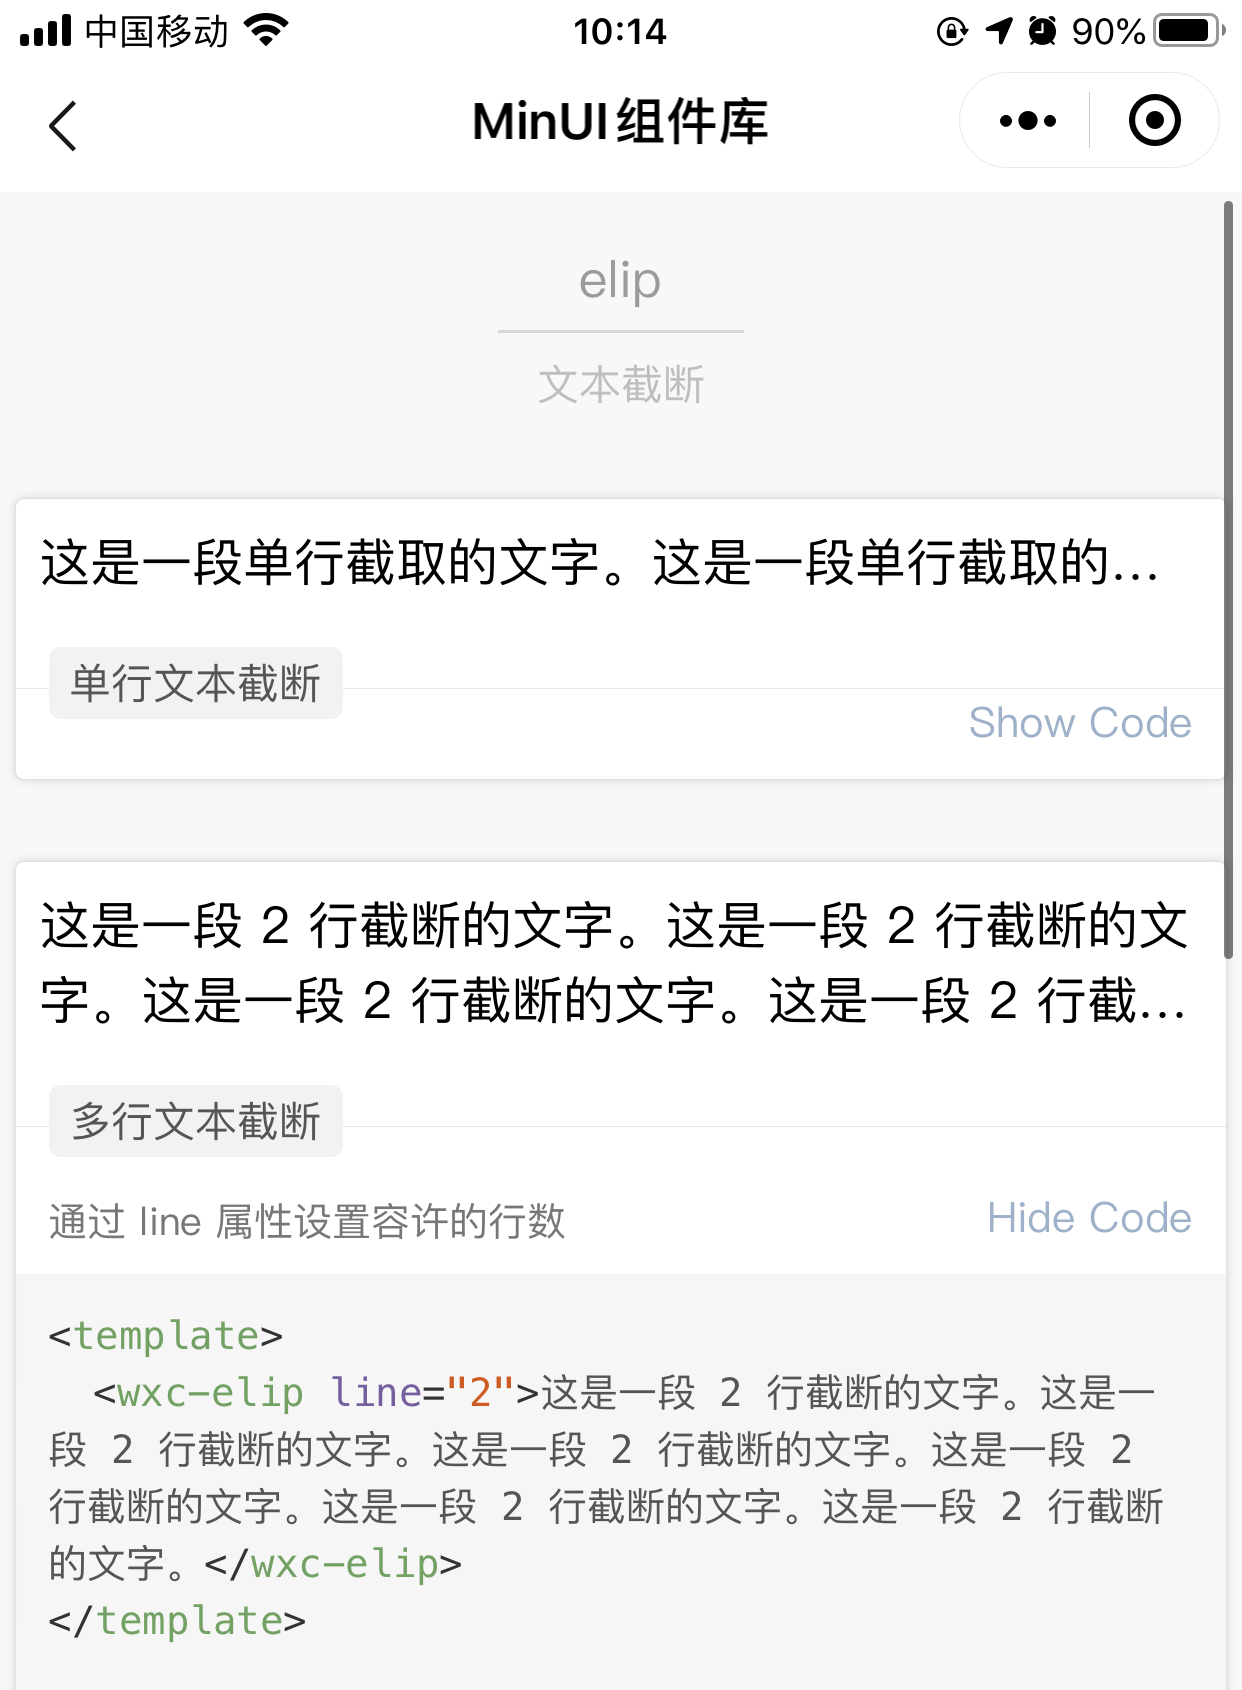 中国移动
10:14
90%
MinUI组件库
elip
文本截断
这是一段单行截取的文字。这是一段单行截取的...
单行文本截断
Show Code
这是一段 2 行截断的文字。这是一段 2 行截断的文
字。这是一段 2 行截断的文字。这是一段 2 行截...
多行文本截断
通过 line 属性设置容许的行数
Hide Code
<template>
  <wxc-elip line="2">这是一段 2 行截断的文字。这是一
段 2 行截断的文字。这是一段 2 行截断的文字。这是一段 2
行截断的文字。这是一段 2 行截断的文字。这是一段 2 行截断
的文字。</wxc-elip>
</template>